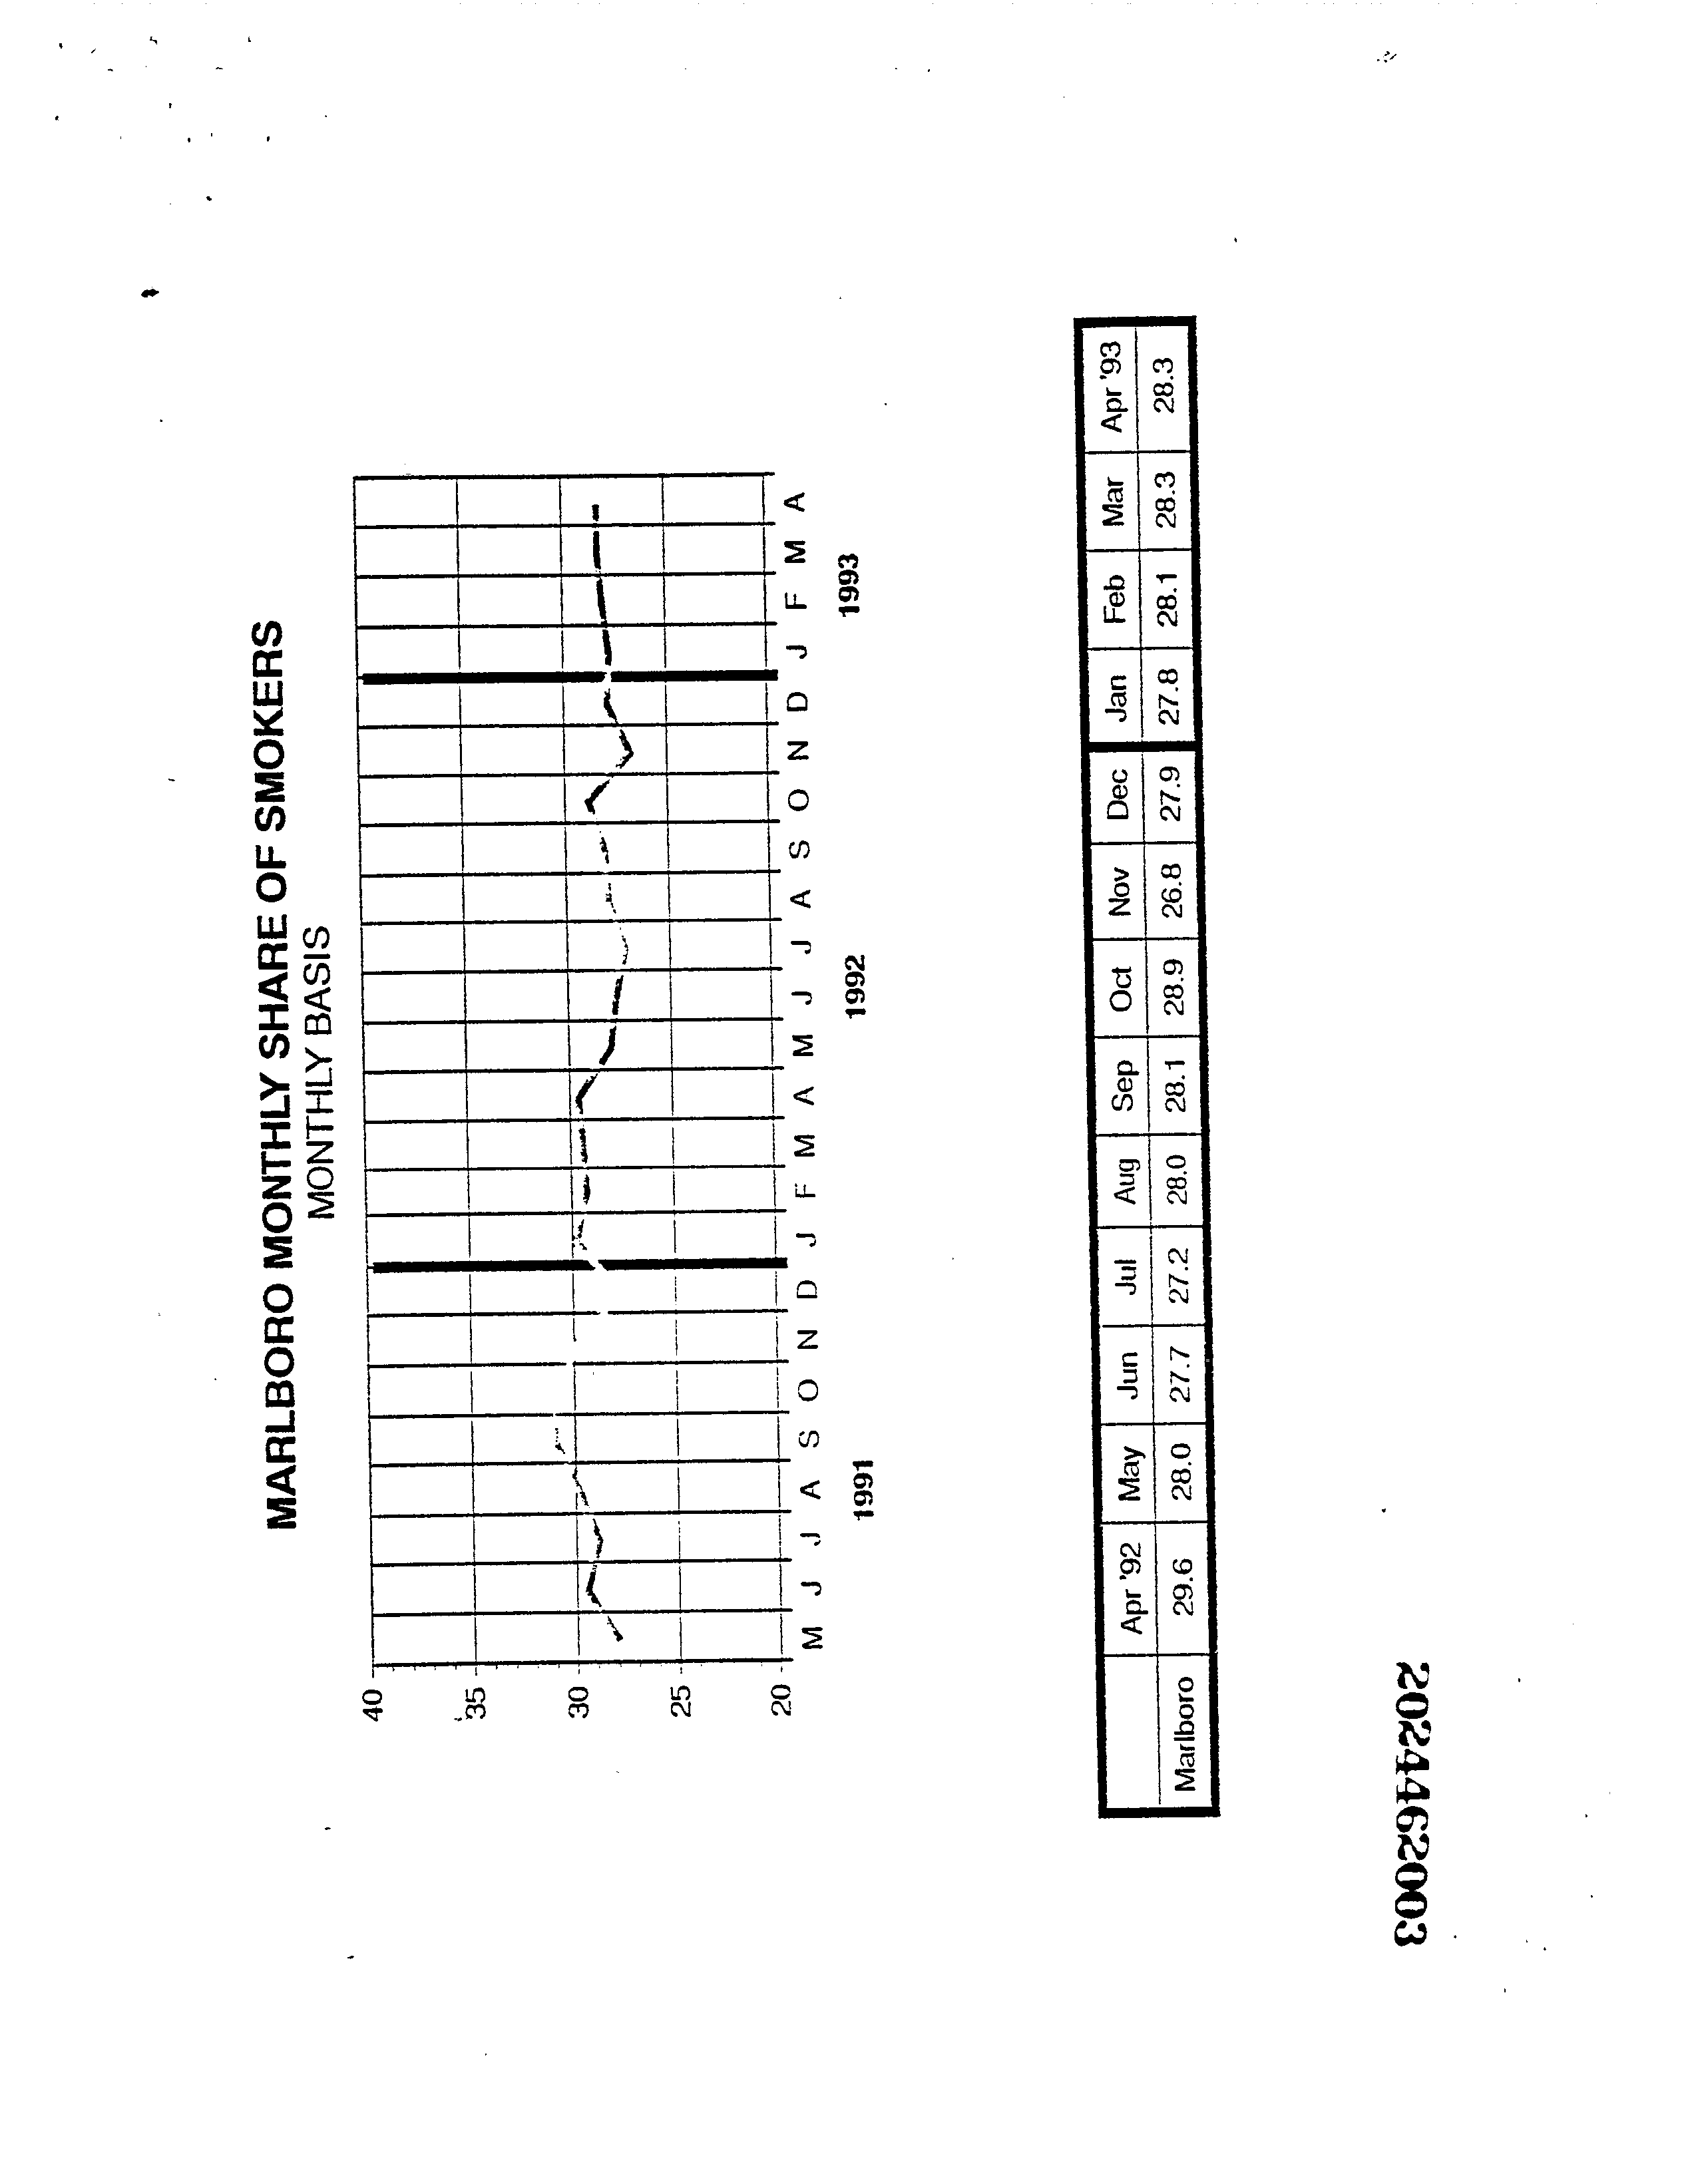 MARLBORO MONTHLY SHARE OF SMOKERS
MONTHLY BASIS
40
35
30
25
20
M J J A S O N D J F M A M J J A S O N D J F M A
1991 1992 1993
Apr '92 May Jun Jul Aug Sep Oct Nov Dec Jan Feb Mar Apr '93
Marlboro 29.6 28.0 27.7 27.2 28.0 28.1 28.9 26.8 27.9 27.8 28.1 28.3 28.3
2024462003